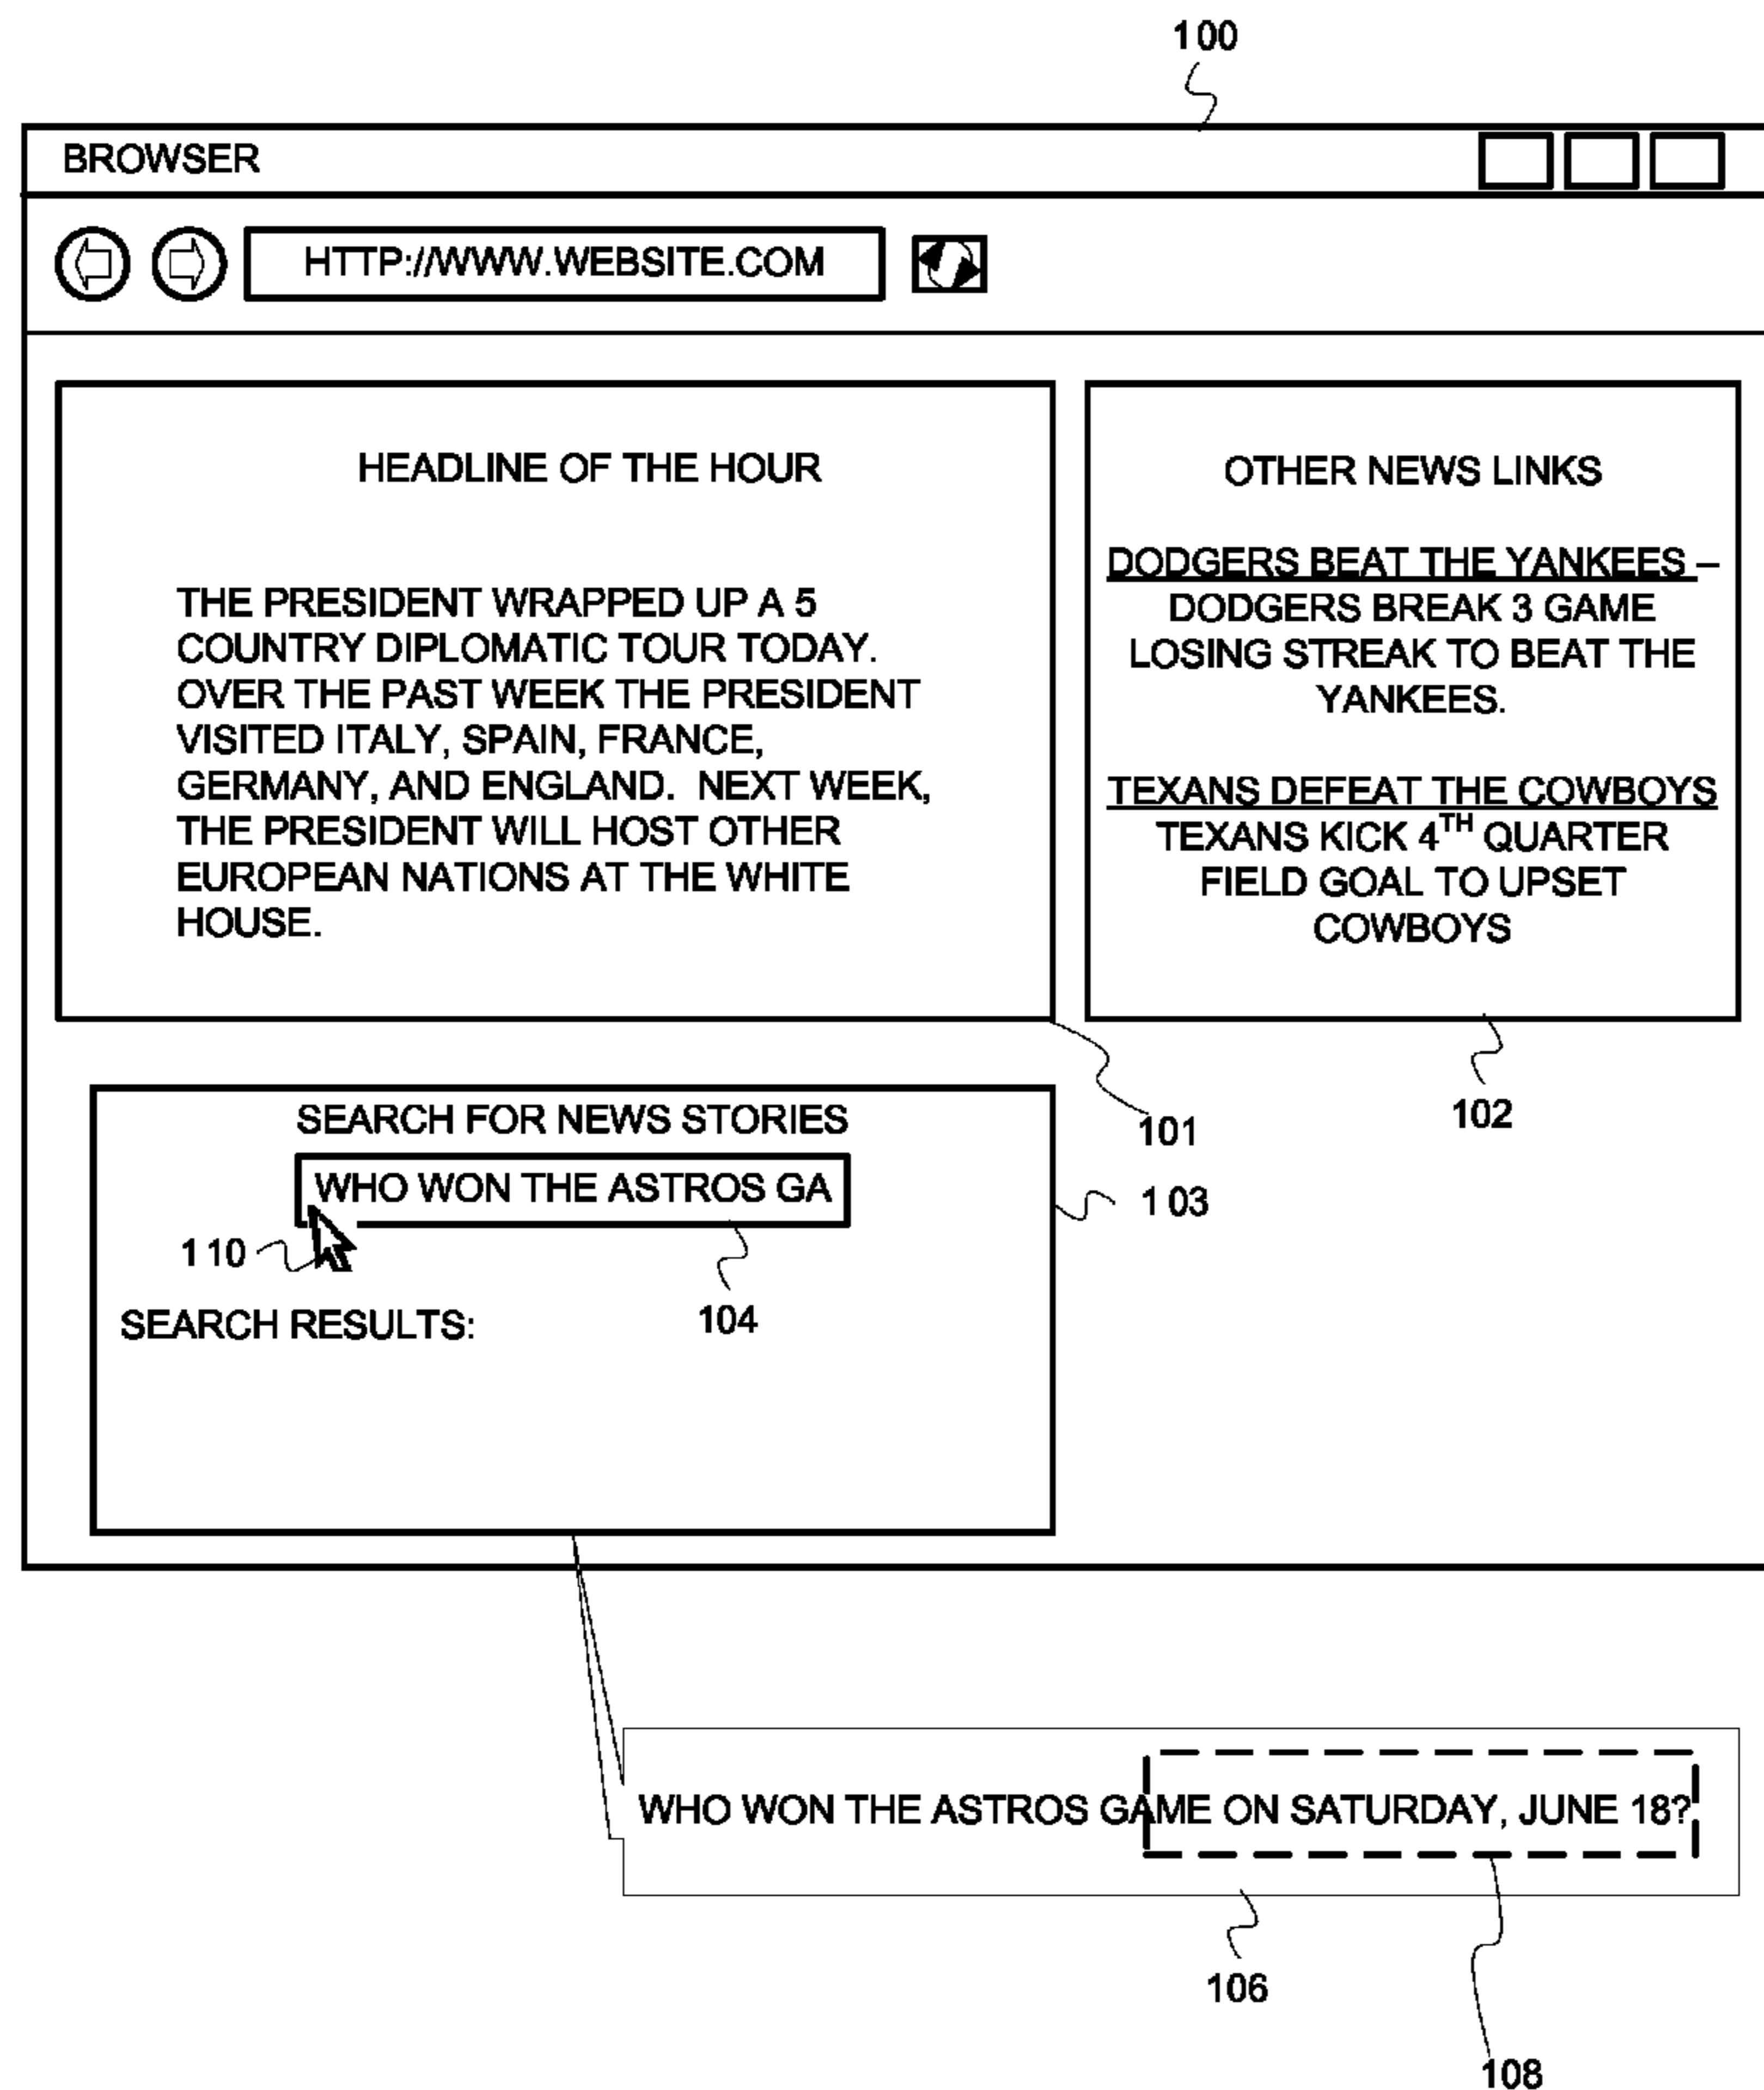 100
BROWSER
HTTP://WWW.WEBSITE.COM
HEADLINE OF THE HOUR
THE PRESIDENT WRAPPED UP A 5
COUNTRY DIPLOMATIC TOUR TODAY.
OVER THE PAST WEEK THE PRESIDENT
VISITED ITALY, SPAIN, FRANCE,
GERMANY, AND ENGLAND. NEXT WEEK,
THE PRESIDENT WILL HOST OTHER
EUROPEAN NATIONS AT THE WHITE
HOUSE.
OTHER NEWS LINKS
DODGERS BEAT THE YANKEES –
DODGERS BREAK 3 GAME
LOSING STREAK TO BEAT THE
YANKEES.
TEXANS DEFEAT THE COWBOYS
TEXANS KICK 4TH QUARTER
FIELD GOAL TO UPSET
COWBOYS
101
102
SEARCH FOR NEWS STORIES
WHO WON THE ASTROS GA
103
110
104
SEARCH RESULTS:
WHO WON THE ASTROS GAME ON SATURDAY, JUNE 18?
106
108